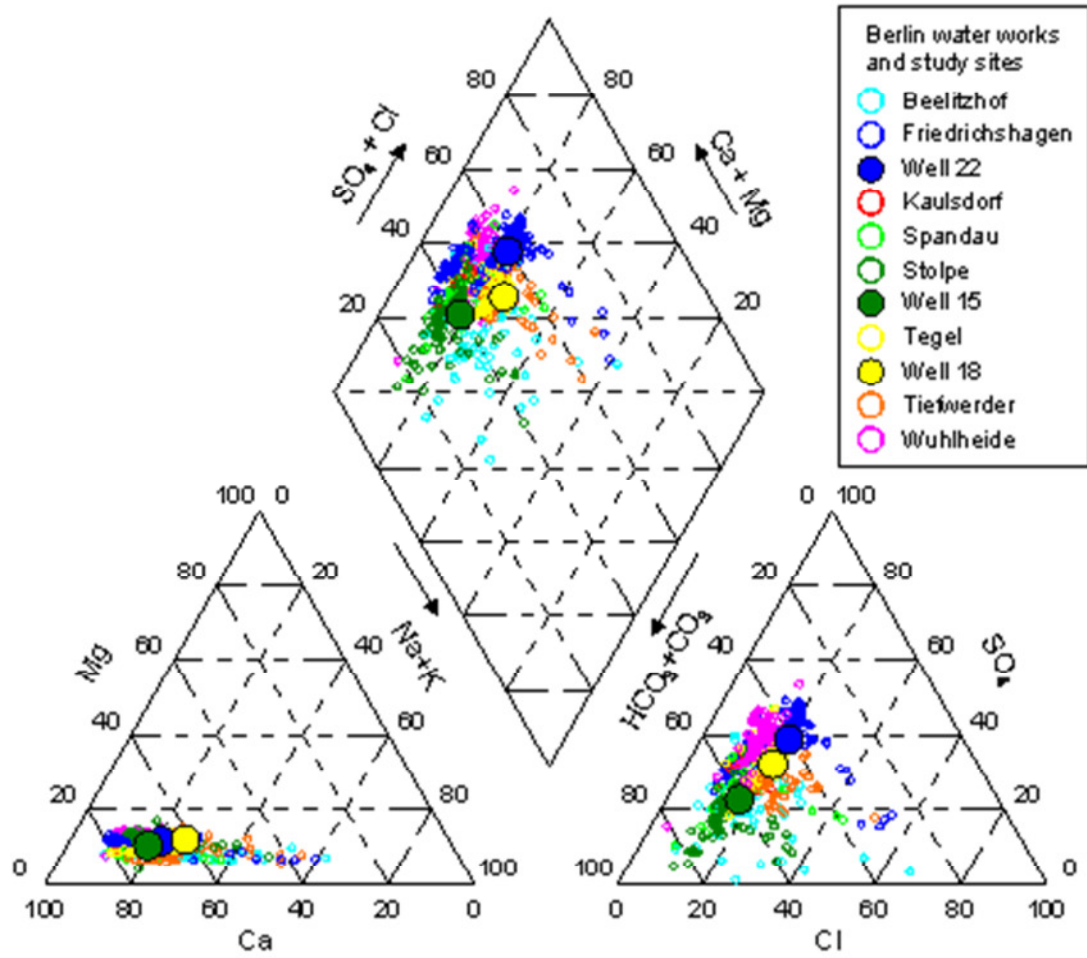 Berlin water works
and study sites
Beelitzhof
Friedrichshagen
Well 22
Kaulsdorf
Spandau
Stolpe
Well 15
Tegel
Well 18
Tiefwerder
Wuhlheide
80 80
60 60
40 40
20
SO₄ + Cl
Ca + Mg
Na+K
HCO₃+CO₃
100 0
80 20
60 40
40 60
20 80
0 100
100 80 60 40 20 0
Mg
Ca
0 100
20 80
60
40
60
80 20
100 0
0 20 40 60 80 100
SO₄
Cl